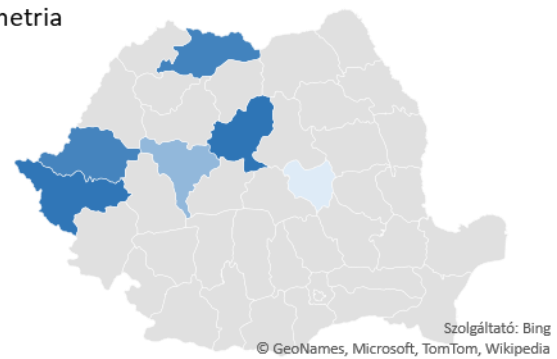 netria
Szolgáltató: Bing
© GeoNames, Microsoft, TomTom, Wikipedia